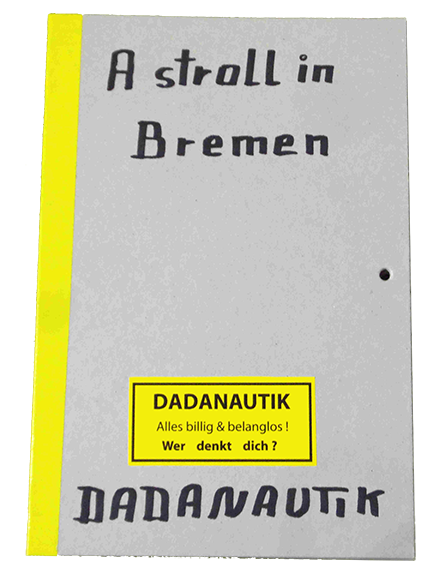 A stroll in
Bremen
DADANAUTIK
Alles billig & belanglos !
Wer denkt dich ?
DADANAUTIK